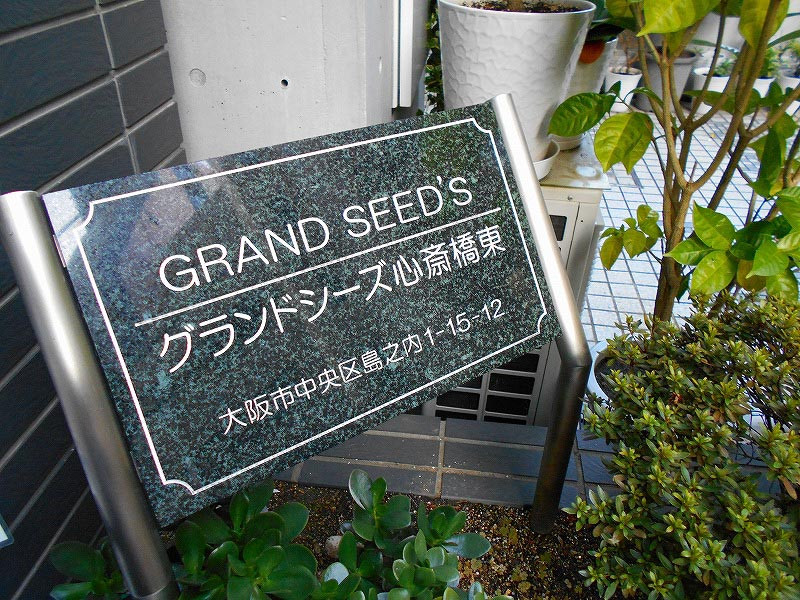 GRAND SEED'S
グランドシーズ心斎橋東
大阪市中央区島之内1-15-12